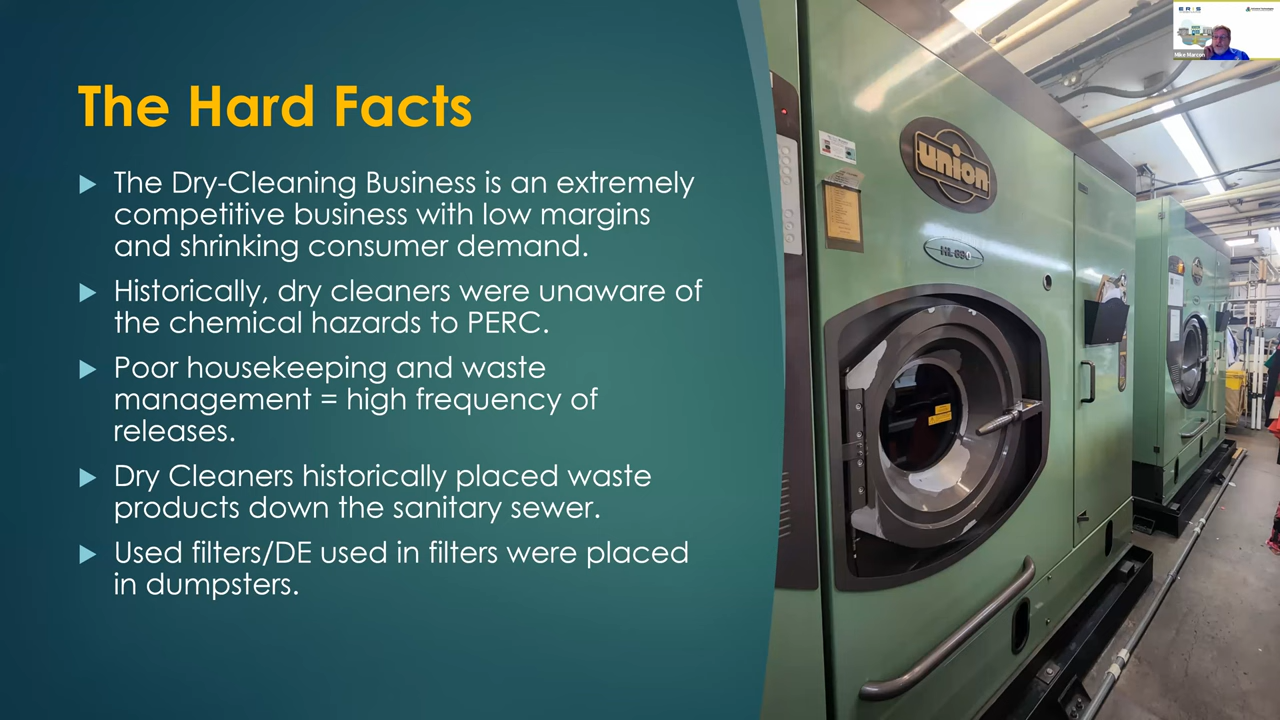 The Hard Facts
The Dry-Cleaning Business is an extremely
competitive business with low margins
and shrinking consumer demand.
Historically, dry cleaners were unaware of
the chemical hazards to PERC.
Poor housekeeping and waste
management = high frequency of
releases.
Dry Cleaners historically placed waste
products down the sanitary sewer.
Used filters/DE used in filters were placed
in dumpsters.
union
ERIS
Mike Marcon